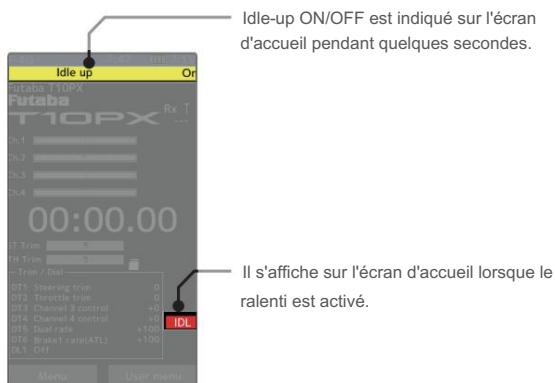 Idle-up ON/OFF est indiqué sur l'écran
d'accueil pendant quelques secondes.
Idle up On
Futaba T10PX
Futaba
T10PX
Rx
Ch.1
Ch.2
Ch.3
Ch.4
00:00.00
ST Trim
TH Trim
Trim / Dial
DT1 Steering trim 0
DT2 Throttle trim 0
DT3 Channel 3 control +0
DT4 Channel 4 control +0
DT5 Dual rate +100
DT6 Brake1 rate(ATL) +100
DL1 Off
IDL
Menu User menu
Il s'affiche sur l'écran d'accueil lorsque le
ralenti est activé.